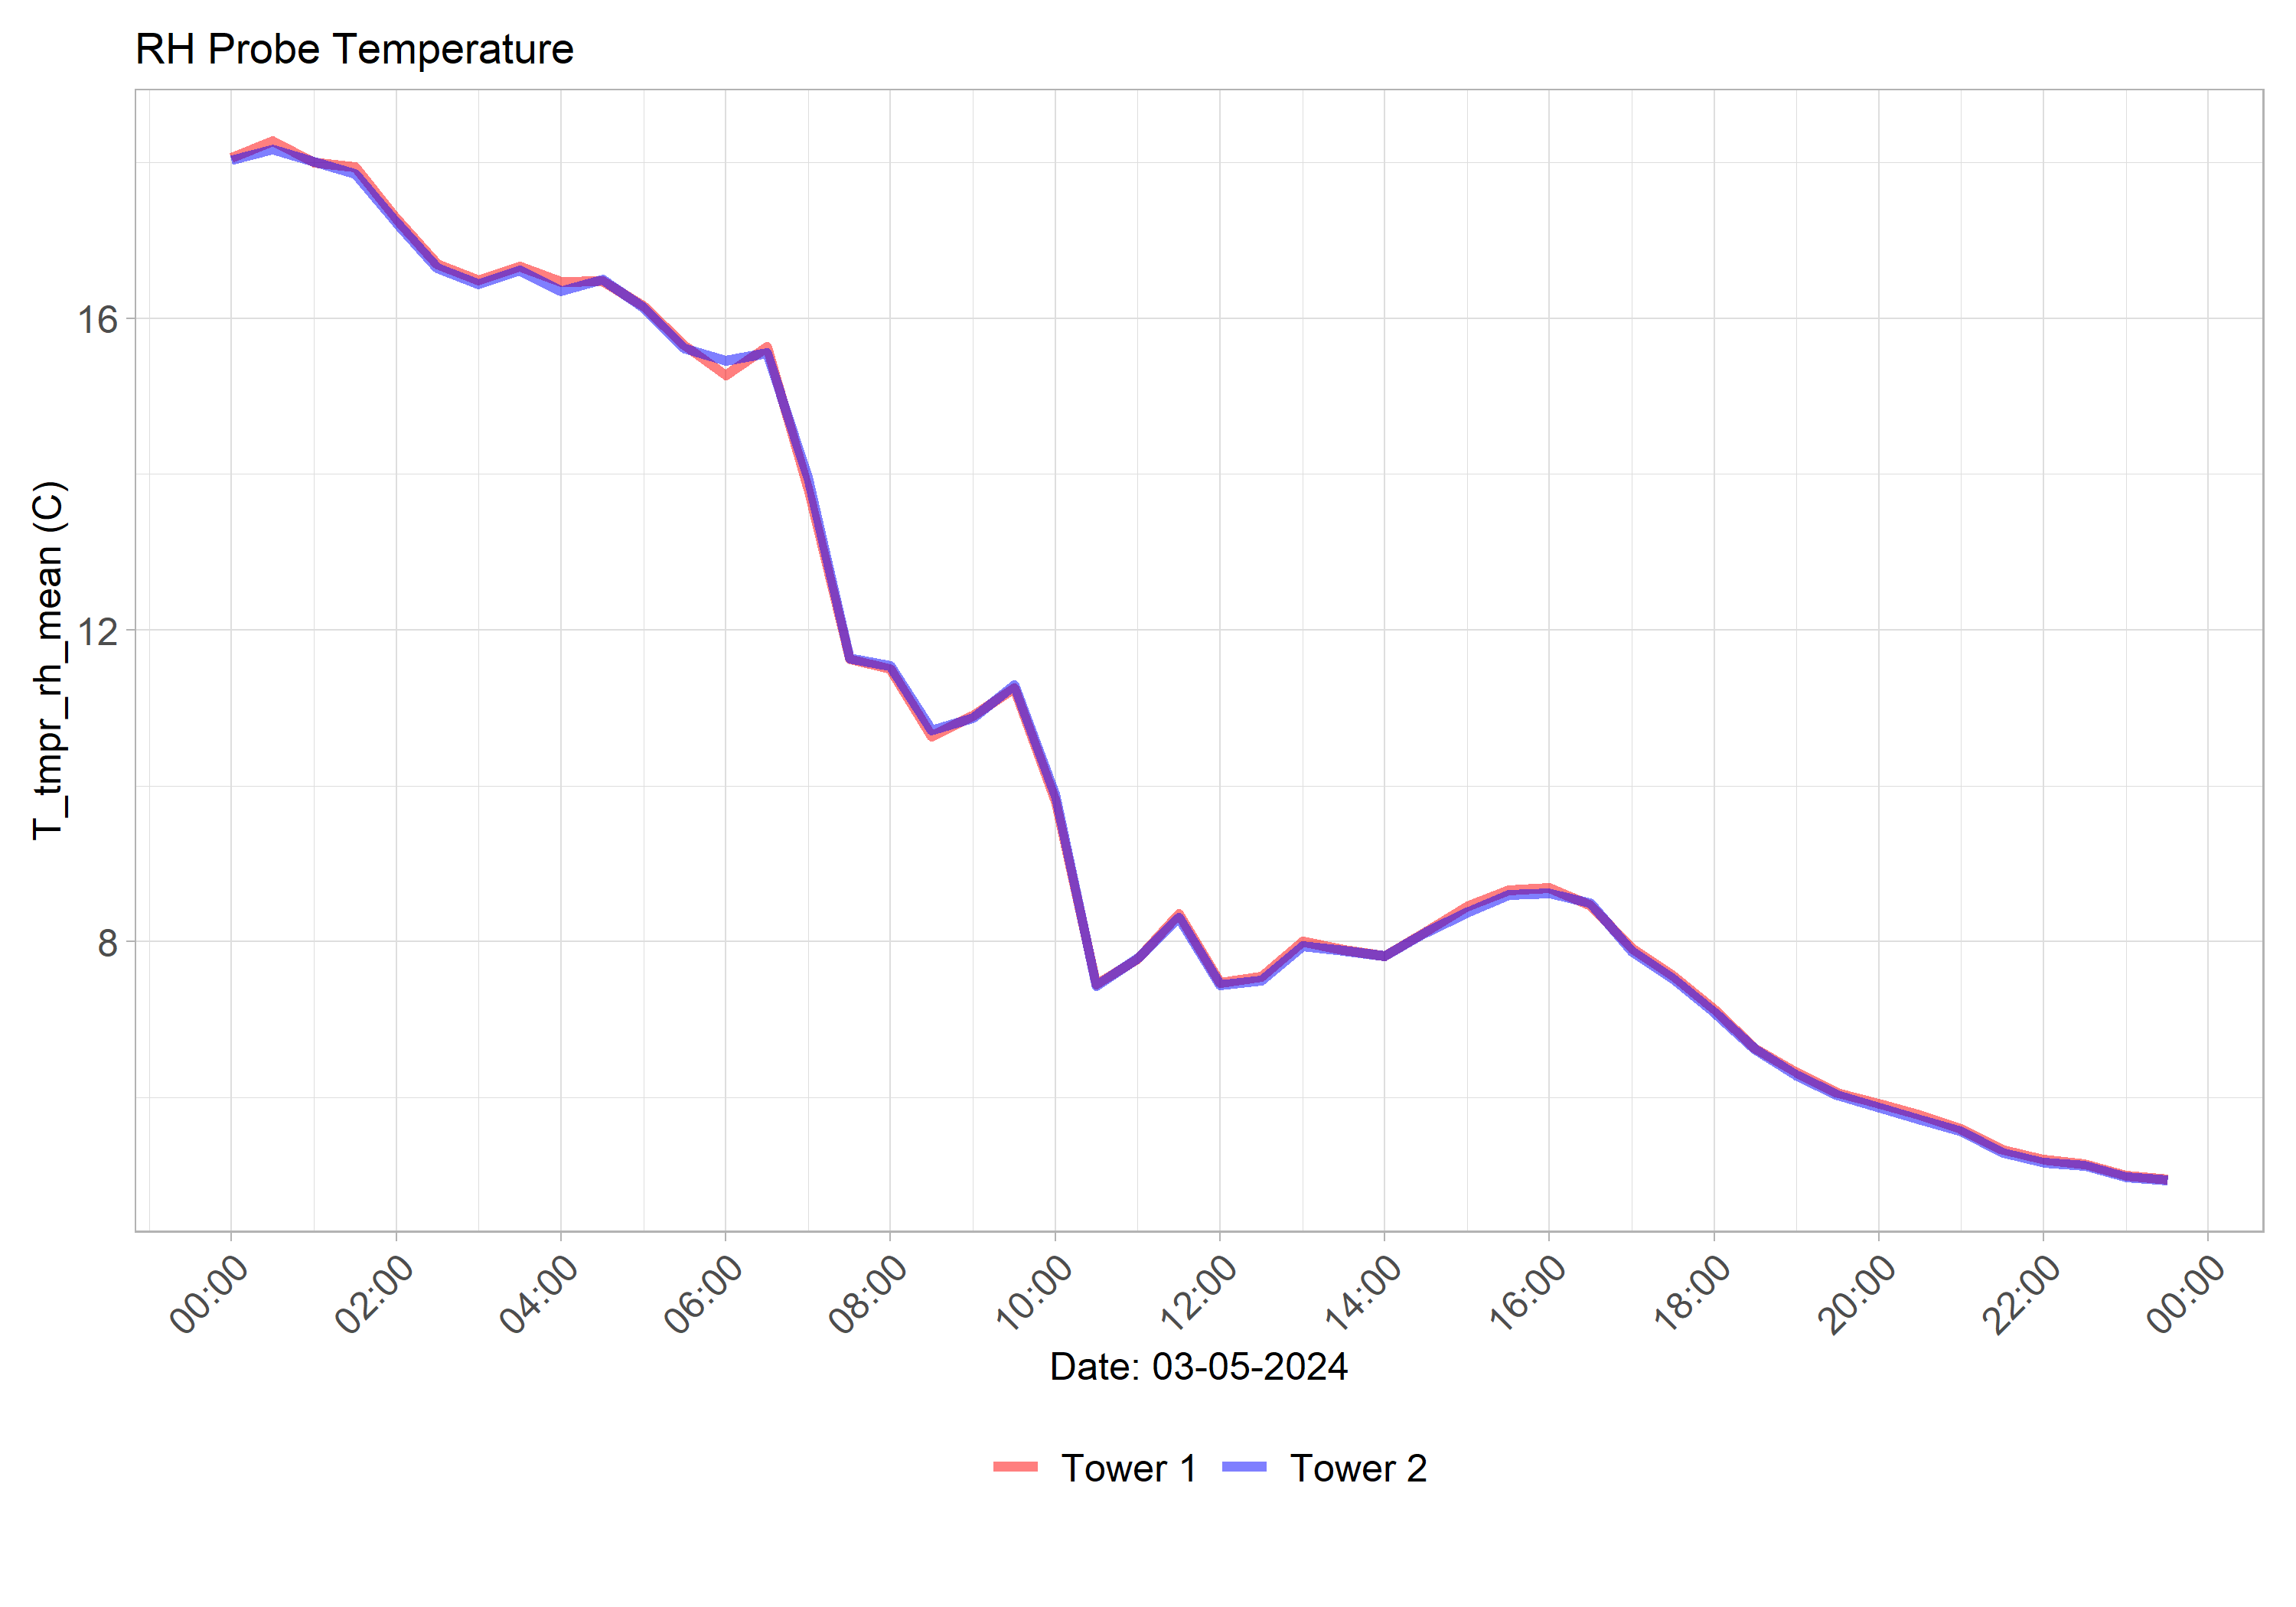 RH Probe Temperature
T_tmpr_rh_mean (C)
16
12
8
00:00 02:00 04:00 06:00 08:00 10:00 12:00 14:00 16:00 18:00 20:00 22:00 00:00
Date: 03-05-2024
Tower 1 Tower 2